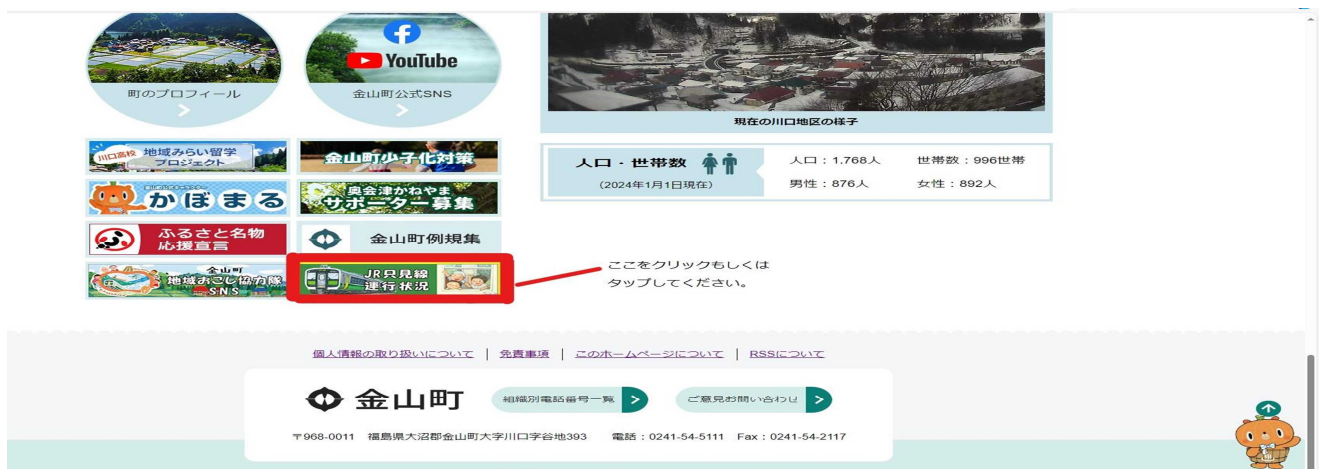 YouTube
町のプロフィール
金山町公式SNS
現在の川口地区の様子
川口高校 地域みらい留学
プロジェクト
金山町少子化対策
人口・世帯数
(2024年1月1日現在)
人口：1,768人 世帯数：996世帯
男性：876人 女性：892人
かぼまる
奥会津かねやま
サポーター募集
ふるさと名物
応援宣言
金山町例規集
金山町
地域おこし協力隊
SNS
JR只見線
運行状況
ここをクリックもしくは
タップしてください。
個人情報の取り扱いについて | 免責事項 | このホームページについて | RSSについて
金山町
組織別電話番号一覧
ご意見お問い合わせ
〒968-0011 福島県大沼郡金山町大字川口字谷地393 電話：0241-54-5111 Fax：0241-54-2117